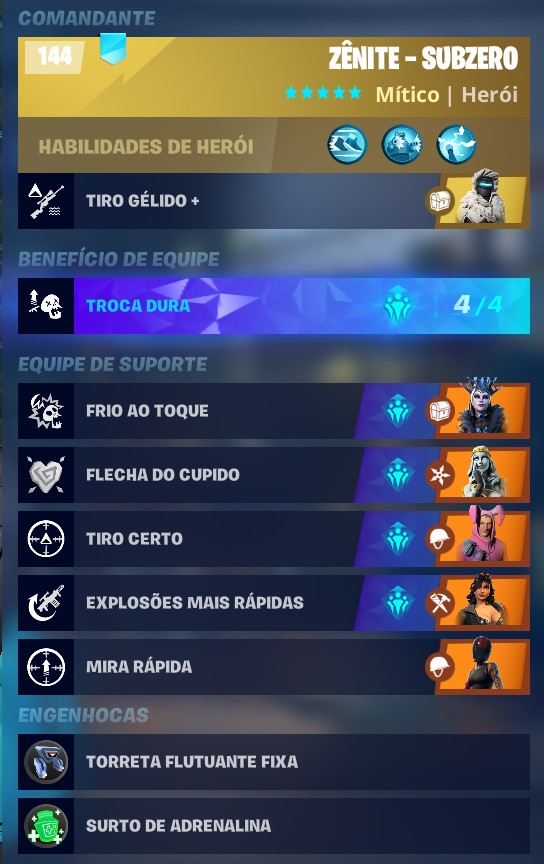 COMANDANTE
144
ZÊNITE - SUBZERO
Mítico | Herói
HABILIDADES DE HERÓI
TIRO GÉLIDO +
BENEFÍCIO DE EQUIPE
TROCA DURA 4/4
EQUIPE DE SUPORTE
FRIO AO TOQUE
FLECHA DO CUPIDO
TIRO CERTO
EXPLOSÕES MAIS RÁPIDAS
MIRA RÁPIDA
ENGENHOCAS
TORRETA FLUTUANTE FIXA
SURTO DE ADRENALINA